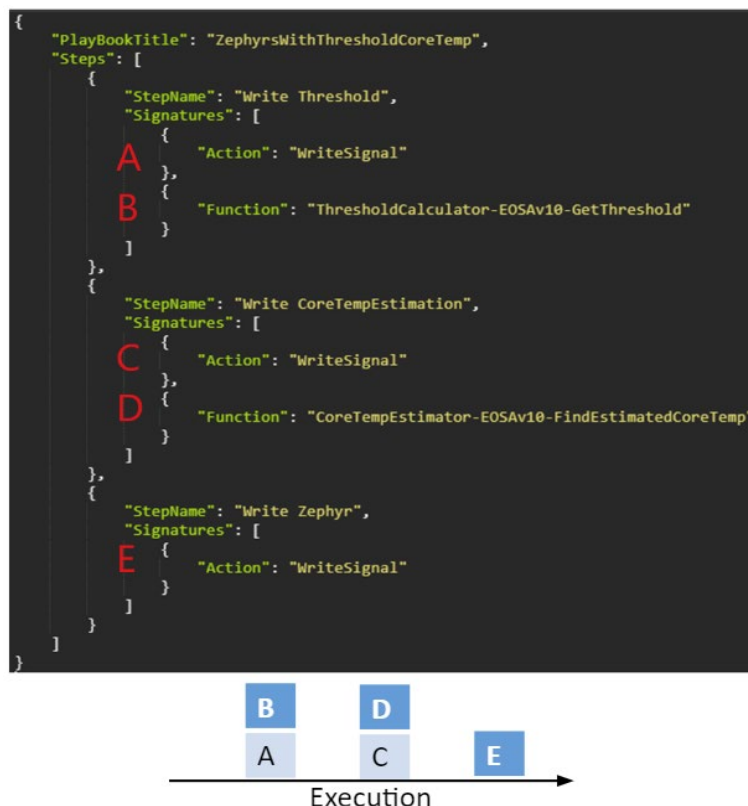 {
"PlayBookTitle": "ZephyrsWithThresholdCoreTemp",
"Steps": [
{
"StepName": "Write Threshold",
"Signatures": [
{
A "Action": "WriteSignal"
},
{
B "Function": "ThresholdCalculator-EOSAv10-GetThreshold"
}
]
},
{
"StepName": "Write CoreTempEstimation",
"Signatures": [
{
C "Action": "WriteSignal"
},
{
D "Function": "CoreTempEstimator-EOSAv10-FindEstimatedCoreTemp"
}
]
},
{
"StepName": "Write Zephyr",
"Signatures": [
{
E "Action": "WriteSignal"
}
]
}
]
}
B D
A C E
Execution